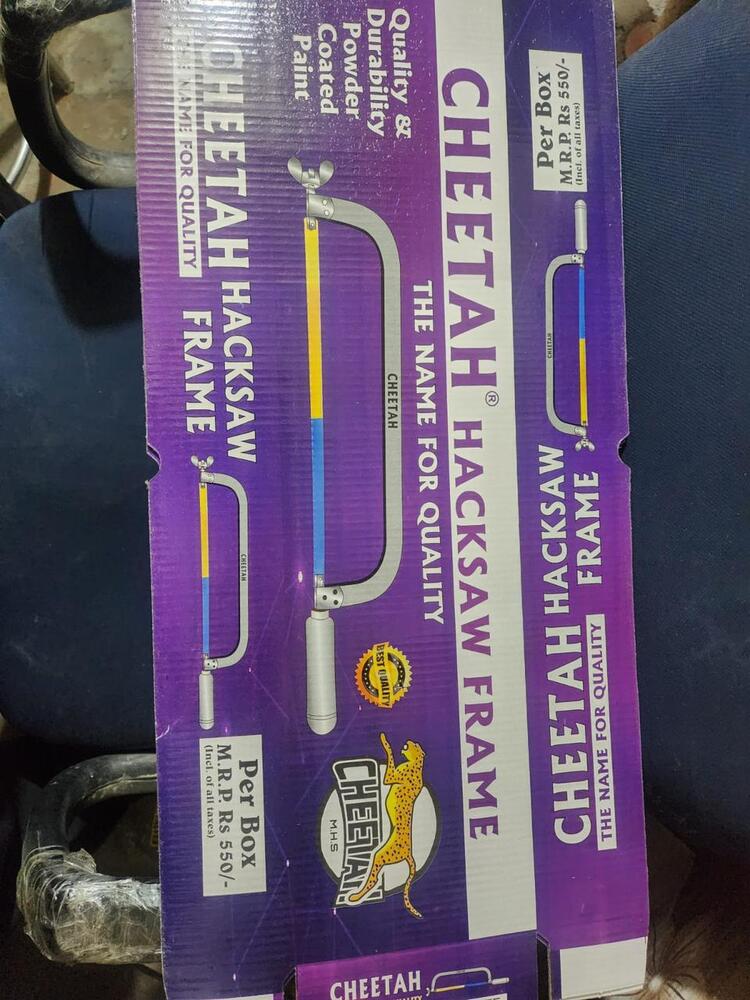 Per Box
M.R.P. Rs 550/-
(Incl. of all taxes)
CHEETAH
CHEETAH HACKSAW
FRAME
THE NAME FOR QUALITY
CHEETAH® HACKSAW FRAME
THE NAME FOR QUALITY
Quality &
Durability
Powder
Coated
Paint
CHEETAH
BEST QUALITY
CHEETAH
M.H.S
CHEETAH HACKSAW
FRAME
THE NAME FOR QUALITY
CHEETAH
Per Box
M.R.P. Rs 550/-
(Incl. of all taxes)
CHEETAH